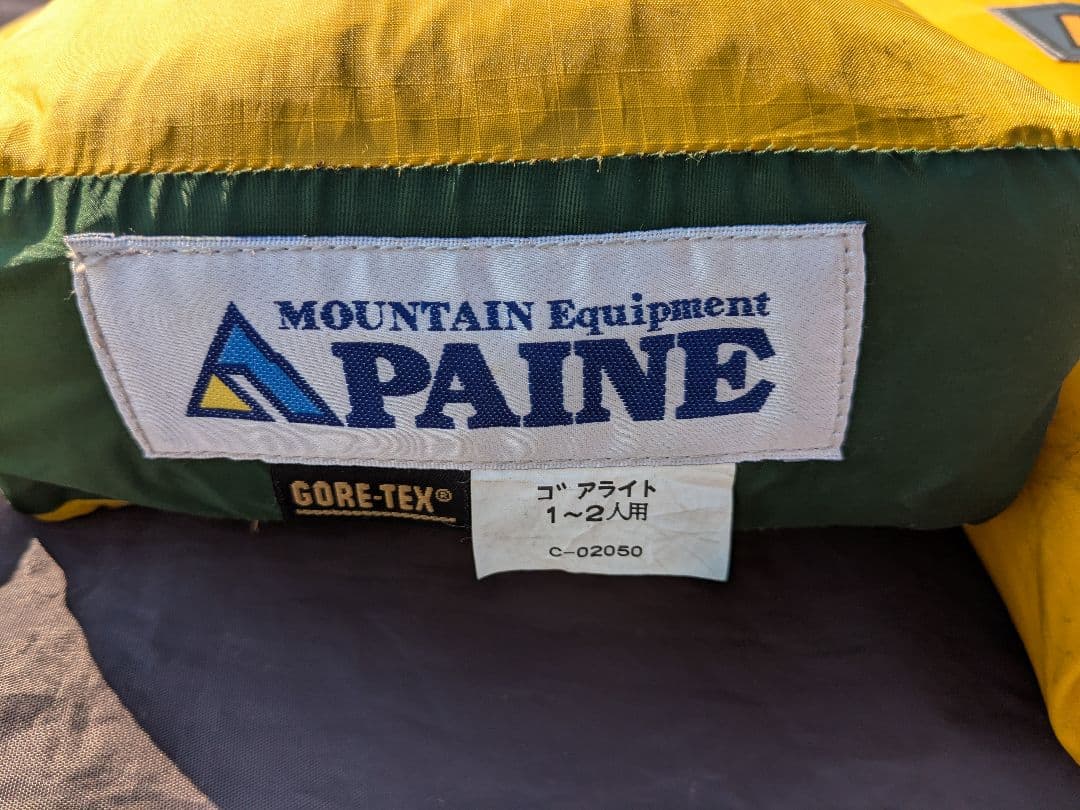 MOUNTAIN Equipment
PAINE
GORE-TEX®
ゴアライト
1～2人用
C-02050